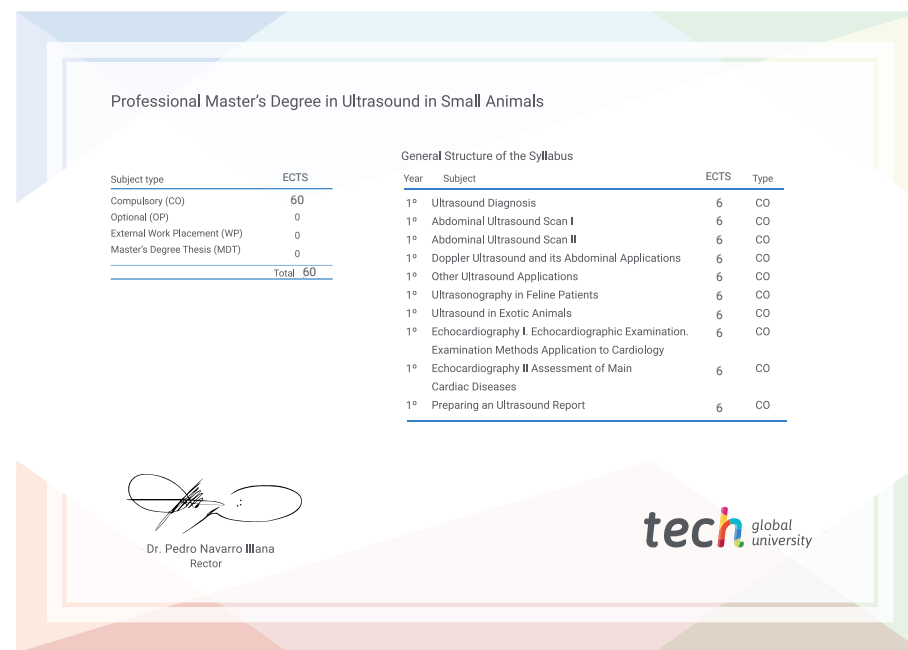 Professional Master's Degree in Ultrasound in Small Animals
Subject type ECTS
Compulsory (CO) 60
Optional (OP) 0
External Work Placement (WP) 0
Master's Degree Thesis (MDT) 0
Total 60
General Structure of the Syllabus
Year Subject ECTS Type
1º Ultrasound Diagnosis 6 CO
1º Abdominal Ultrasound Scan I 6 CO
1º Abdominal Ultrasound Scan II 6 CO
1º Doppler Ultrasound and its Abdominal Applications 6 CO
1º Other Ultrasound Applications 6 CO
1º Ultrasonography in Feline Patients 6 CO
1º Ultrasound in Exotic Animals 6 CO
1º Echocardiography I. Echocardiographic Examination. 6 CO
Examination Methods Application to Cardiology
1º Echocardiography II Assessment of Main 6 CO
Cardiac Diseases
1º Preparing an Ultrasound Report 6 CO
Dr. Pedro Navarro Illana
Rector
tech global
university